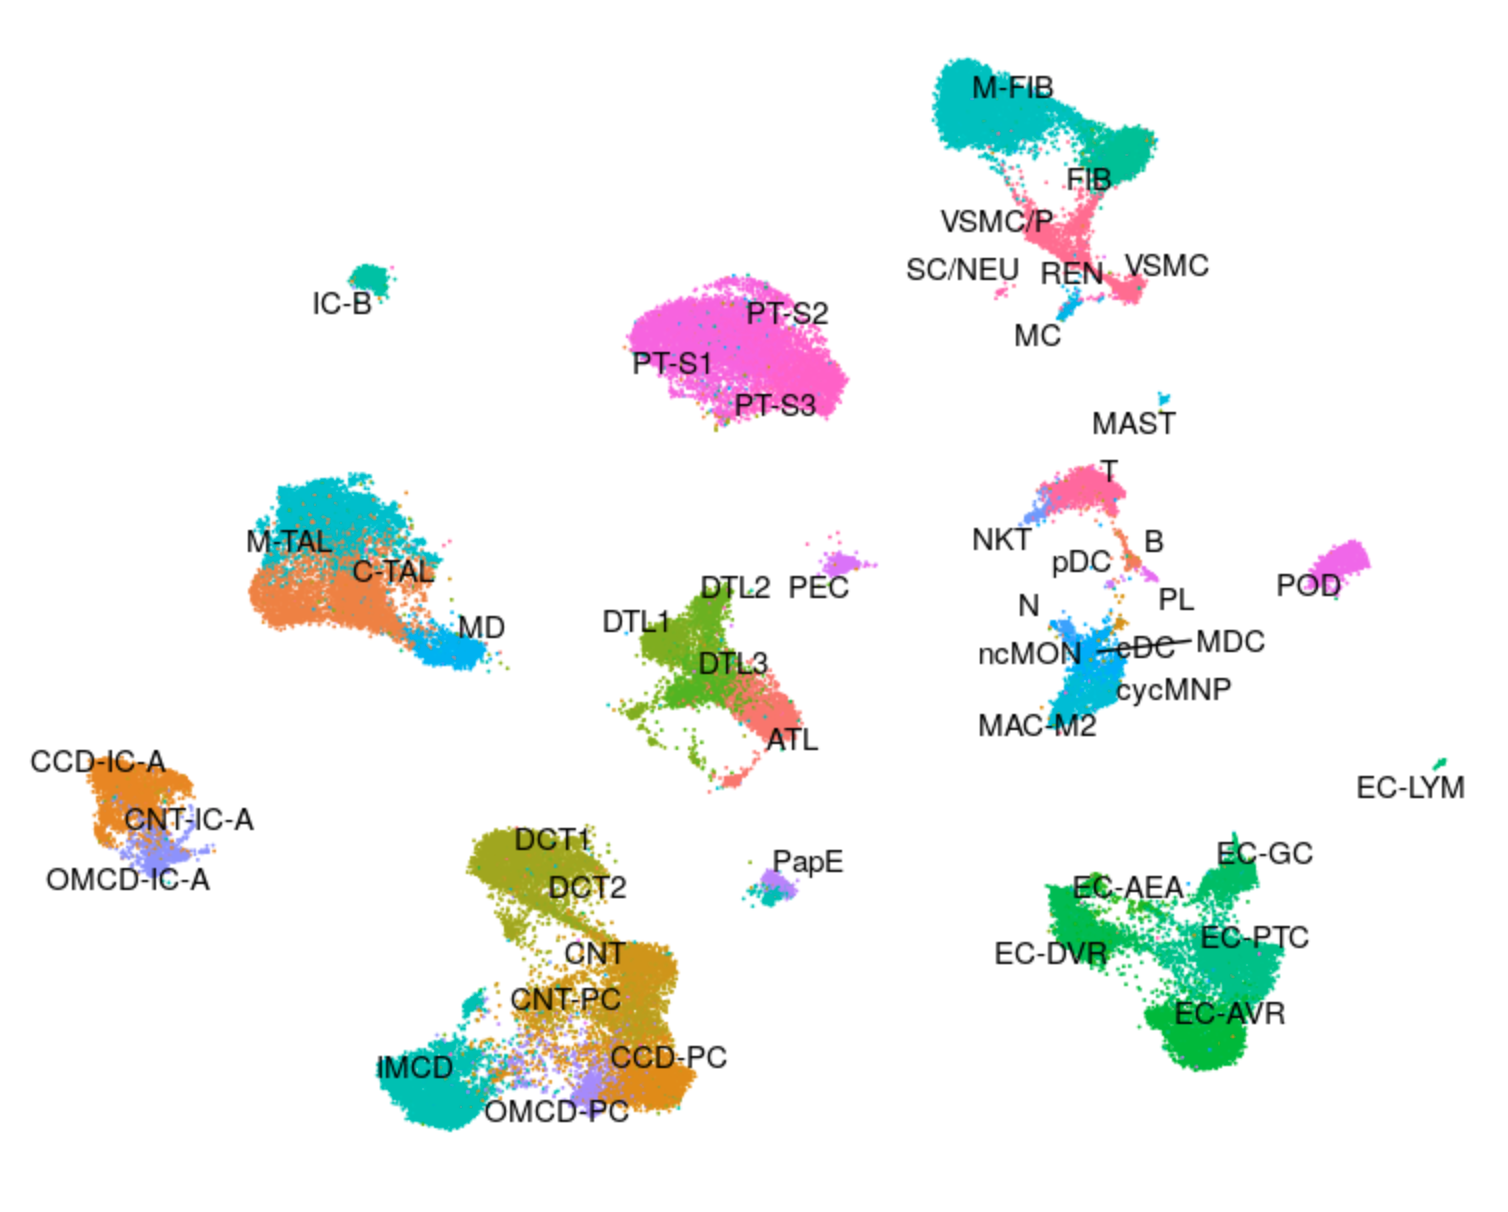 M-FIB
FIB
VSMC/P
SC/NEU
REN
VSMC
IC-B
PT-S2
MC
PT-S1
PT-S3
MAST
T
M-TAL
NKT
B
pDC
C-TAL
POD
DTL2
PEC
PL
N
DTL1
MD
MDC
cDC
ncMON
DTL3
cycMNP
MAC-M2
ATL
CCD-IC-A
EC-LYM
CNT-IC-A
DCT1
EC-GC
PapE
OMCD-IC-A
DCT2
EC-AEA
EC-PTC
CNT
EC-DVR
CNT-PC
EC-AVR
CCD-PC
IMCD
OMCD-PC